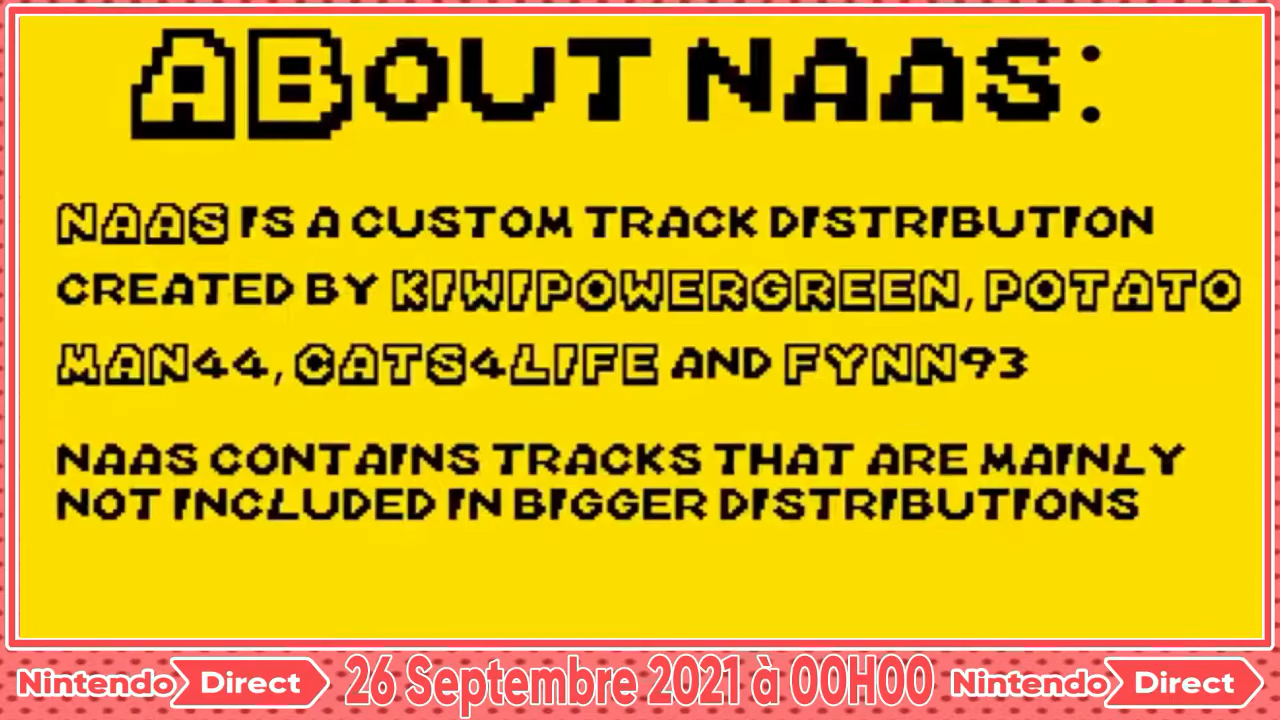 ABOUT NAAS:
NAAS IS A CUSTOM TRACK DISTRIBUTION
CREATED BY KIWIPOWERGREEN, POTATO
MAN44, CATS4LIFE AND FYNN93
NAAS CONTAINS TRACKS THAT ARE MAINLY
NOT INCLUDED IN BIGGER DISTRIBUTIONS
Nintendo Direct 26 Septembre 2021 à 00H00 Nintendo Direct